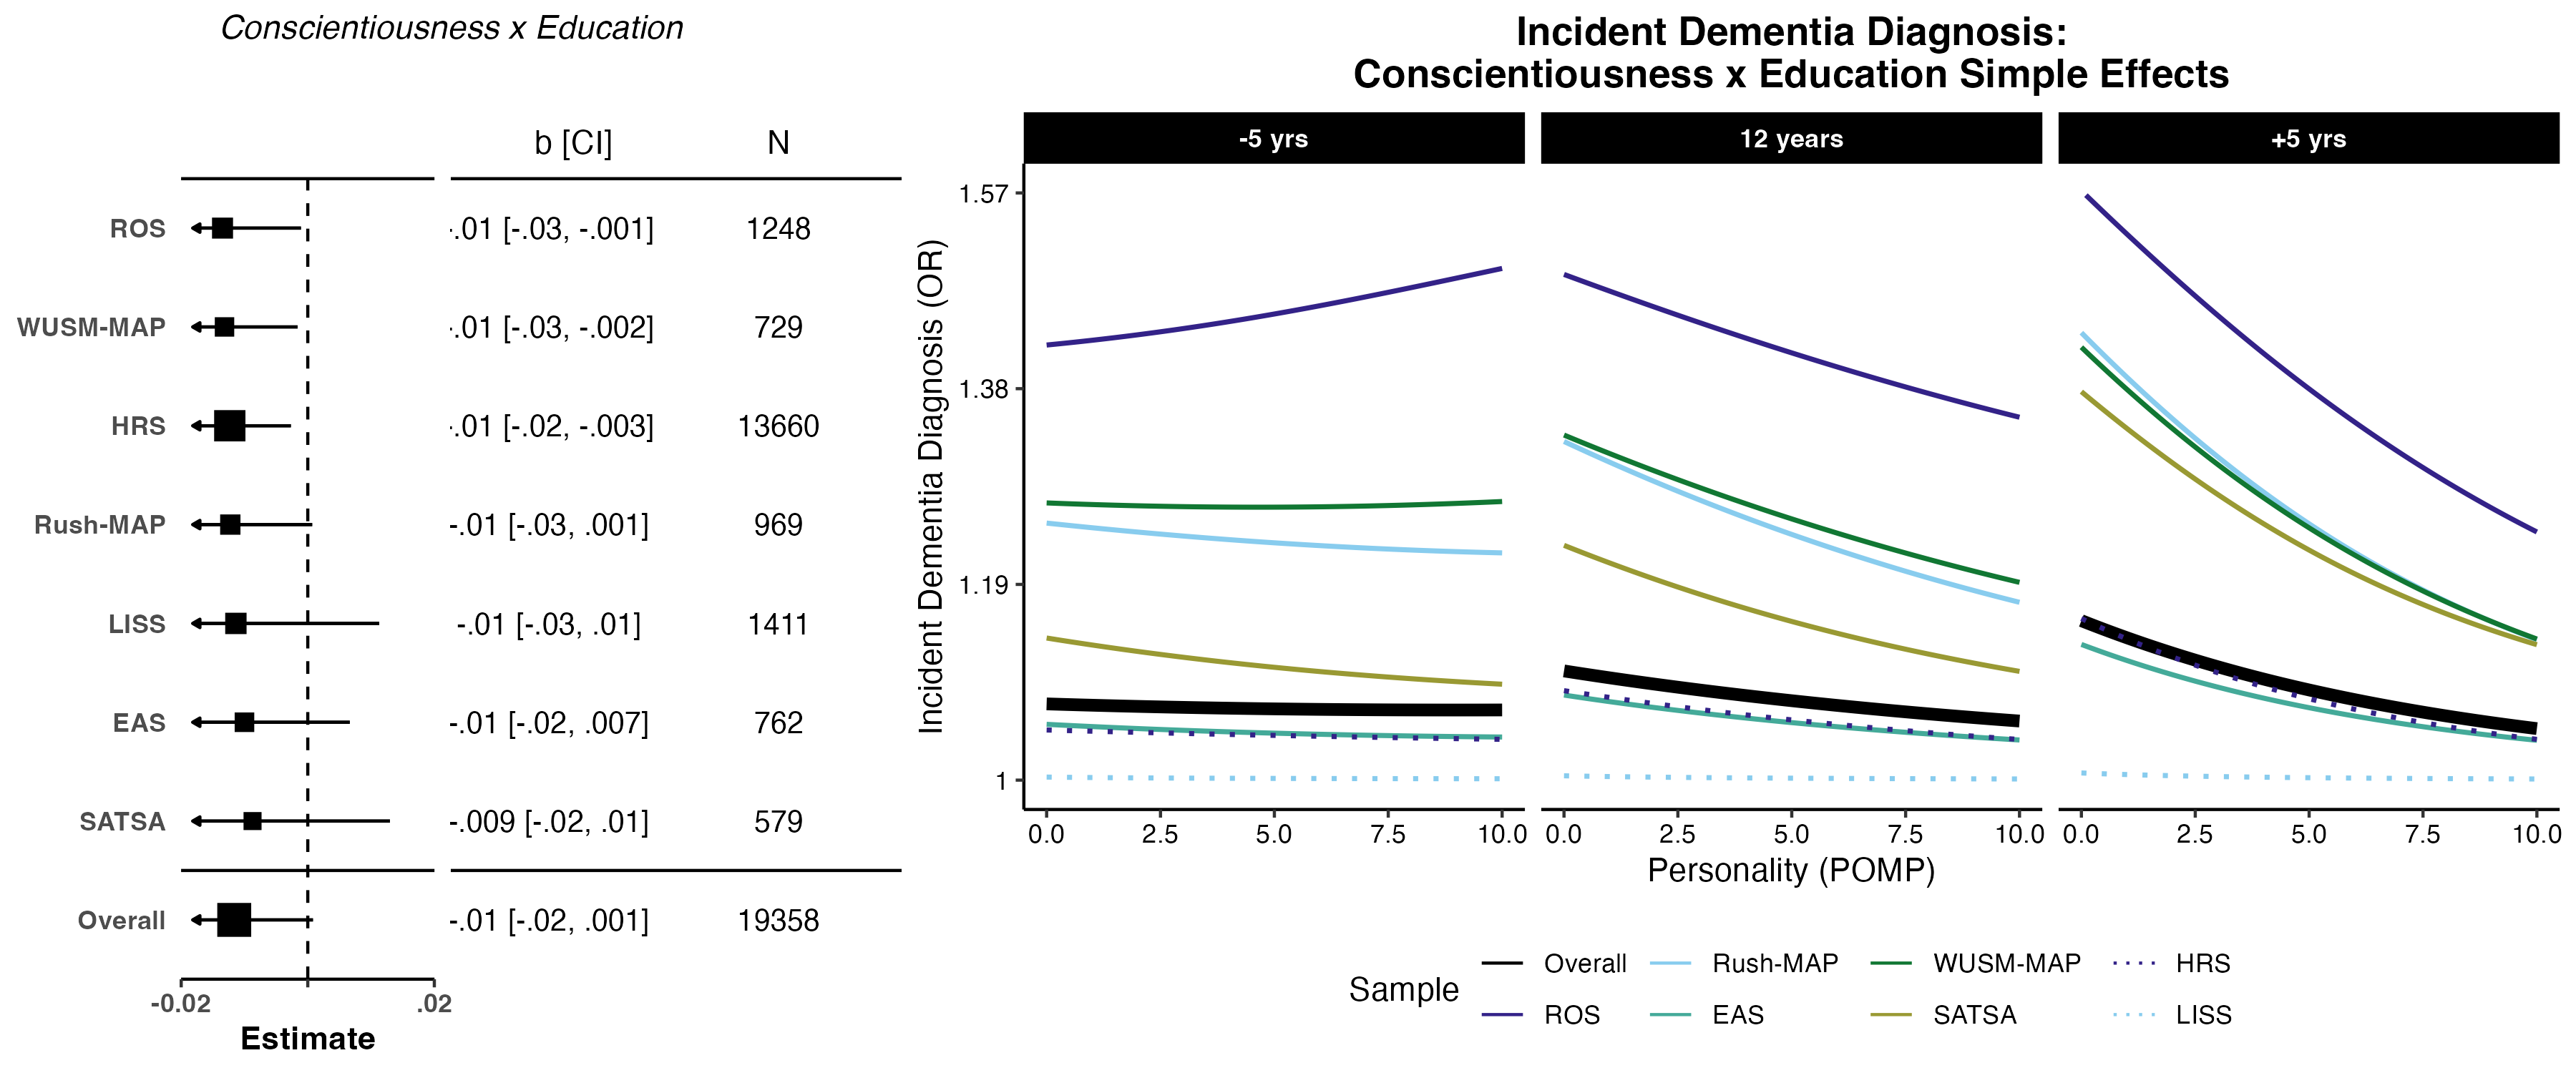 Conscientiousness x Education
b [CI] N
ROS -.01 [-.03, -.001] 1248
WUSM-MAP -.01 [-.03, -.002] 729
HRS -.01 [-.02, -.003] 13660
Rush-MAP -.01 [-.03, .001] 969
LISS -.01 [-.03, .01] 1411
EAS -.01 [-.02, .007] 762
SATSA -.009 [-.02, .01] 579
Overall -.01 [-.02, .001] 19358
-0.02 .02
Estimate
Incident Dementia Diagnosis:
Conscientiousness x Education Simple Effects
-5 yrs 12 years +5 yrs
Incident Dementia Diagnosis (OR)
1.57
1.38
1.19
1
0.0 2.5 5.0 7.5 10.0 0.0 2.5 5.0 7.5 10.0 0.0 2.5 5.0 7.5 10.0
Personality (POMP)
Sample
Overall Rush-MAP WUSM-MAP HRS
ROS EAS SATSA LISS